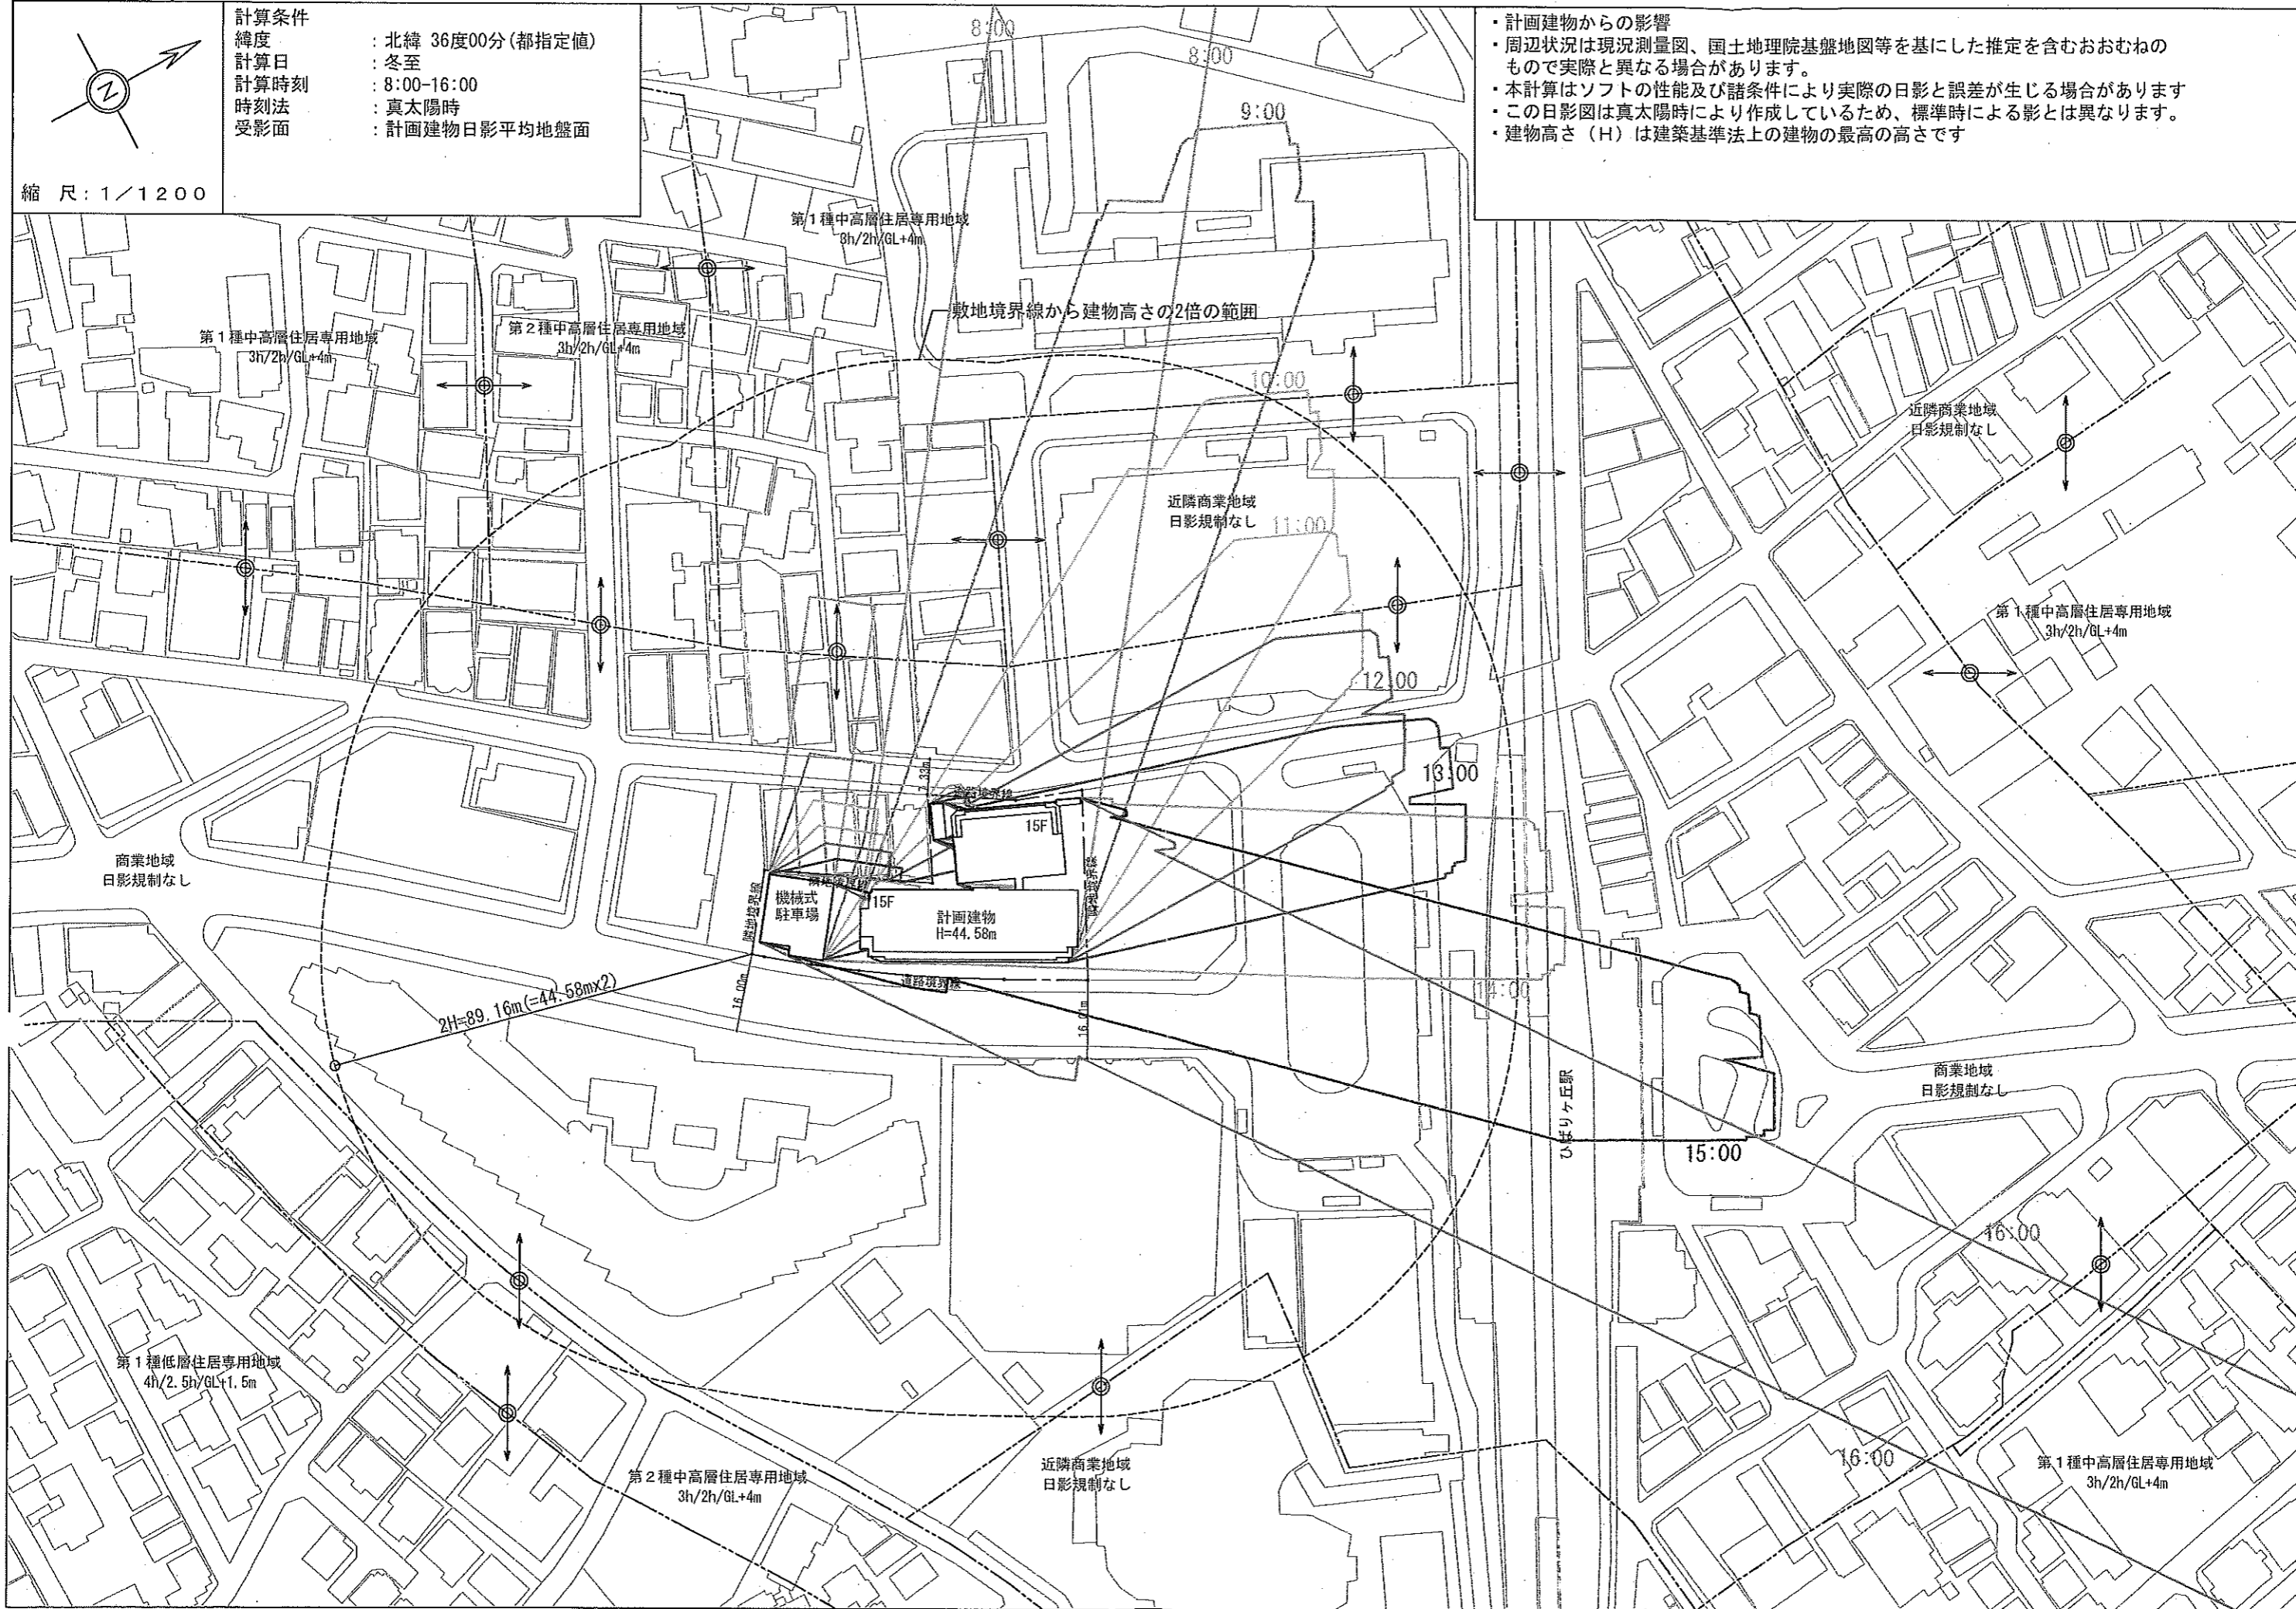 計算条件
緯度 : 北緯 36度00分(都指定値)
計算日 : 冬至
計算時刻 : 8:00-16:00
時刻法 : 真太陽時
受影面 : 計画建物日影平均地盤面
N
縮 尺: 1/1200
・計画建物からの影響
・周辺状況は現況測量図、国土地理院基盤地図等を基にした推定を含むおおむねの
もので実際と異なる場合があります。
・本計算はソフトの性能及び諸条件により実際の日影と誤差が生じる場合があります
・この日影図は真太陽時により作成しているため、標準時による影とは異なります。
・建物高さ（H）は建築基準法上の建物の最高の高さです
8:00
8:00
9:00
第1種中高層住居専用地域
3h/2h/GL+4m
敷地境界線から建物高さの2倍の範囲
第1種中高層住居専用地域
3h/2h/GL+4m
第2種中高層住居専用地域
3h/2h/GL+4m
10:00
近隣商業地域
日影規制なし
近隣商業地域
日影規制なし
11:00
第1種中高層住居専用地域
3h/2h/GL+4m
12:00
13:00
道路境界線
15F
商業地域
日影規制なし
隣地境界線
隣地境界線
機械式
駐車場
15F
計画建物
H=44.58m
道路境界線
道路境界線
14:00
16.00m
16.01m
2H=89.16m(=44.58mx2)
ひばりヶ丘駅
商業地域
日影規制なし
15:00
16:00
第1種低層住居専用地域
4h/2.5h/GL+1.5m
第2種中高層住居専用地域
3h/2h/GL+4m
近隣商業地域
日影規制なし
16:00
第1種中高層住居専用地域
3h/2h/GL+4m